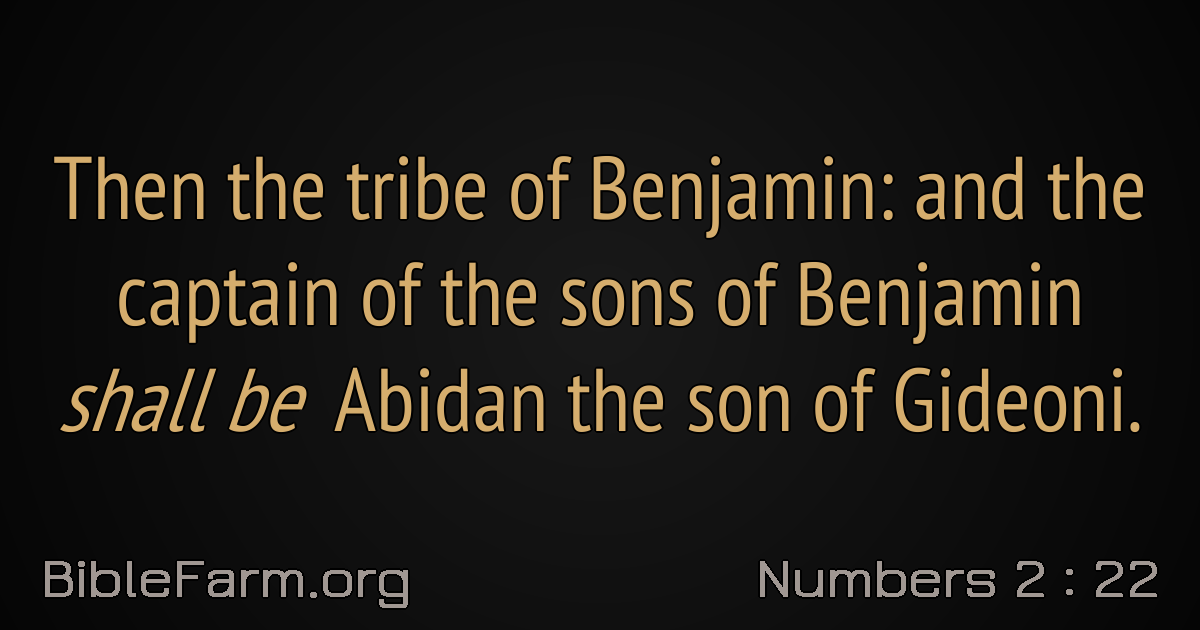 Then the tribe of Benjamin: and the
captain of the sons of Benjamin
shall be Abidan the son of Gideoni.
BibleFarm.org
Numbers 2 : 22